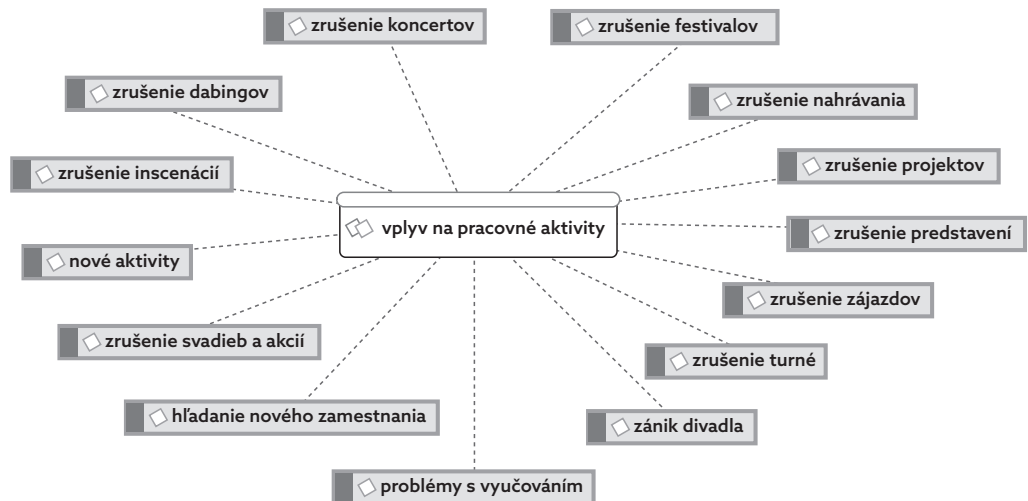 zrušenie koncertov
zrušenie festivalov
zrušenie dabingov
zrušenie nahrávania
zrušenie inscenácií
zrušenie projektov
vplyv na pracovné aktivity
zrušenie predstavení
nové aktivity
zrušenie zájazdov
zrušenie svadieb a akcií
zrušenie turné
hľadanie nového zamestnania
zánik divadla
problémy s vyučováním